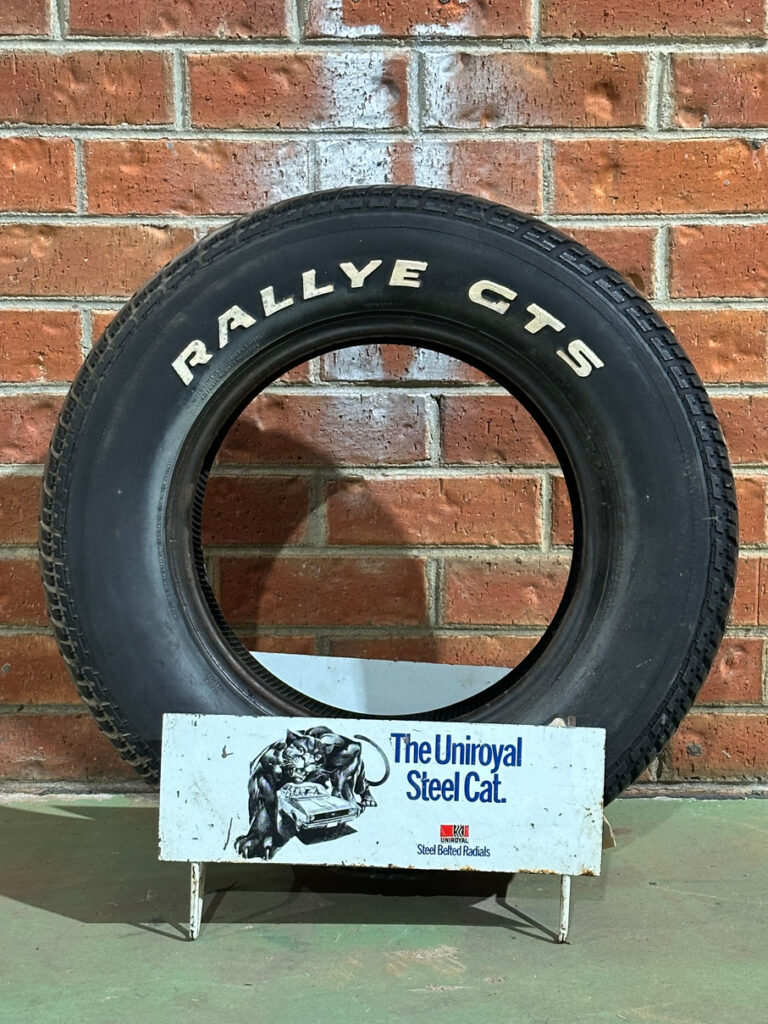 RALLYE GTS
The Uniroyal
Steel Cat.
UNIROYAL
Steel Belted Radials